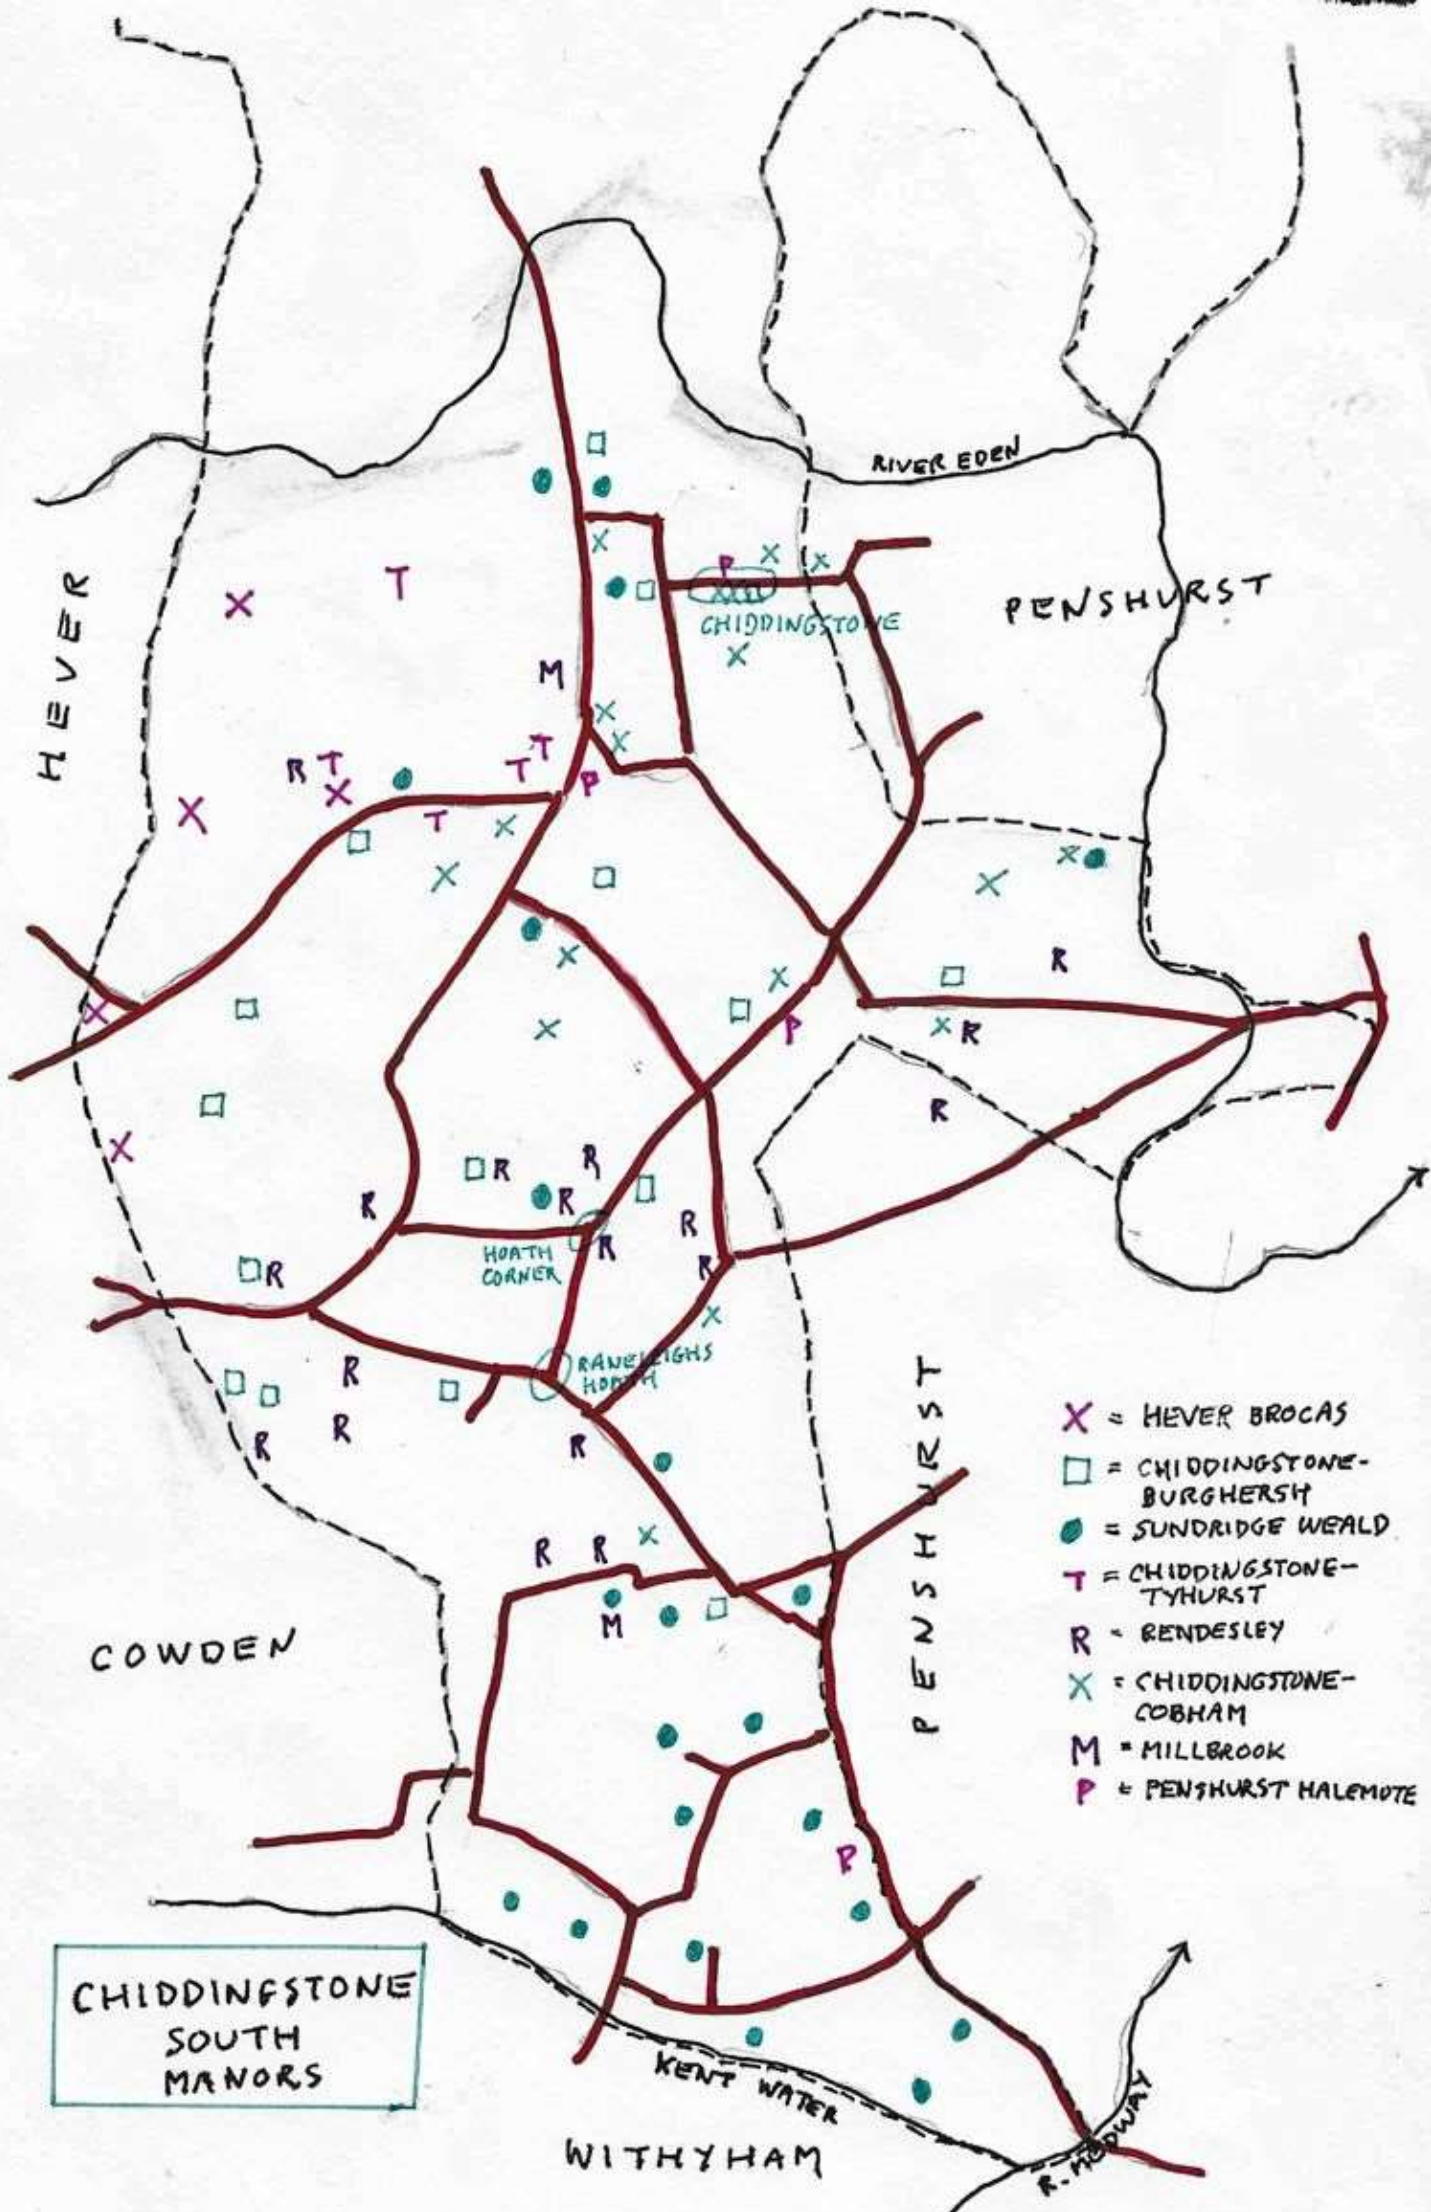 RIVER EDEN
P
T
HEVER
PENSHURST
CHIDDINGSTONE
M
T
R T
T
P
T
R
P
R
R
R
R
R
R
R
HOATH
CORNER
R
R
R
RANELEIGHS
HOATH
R
R
R
R
R R
M
PENSHURST
X = HEVER BROCAS
□ = CHIDDINGSTONE-
BURGHERSH
● = SUNDRIDGE WEALD
T = CHIDDINGSTONE-
TYHURST
R = RENDESLEY
X = CHIDDINGSTONE-
COBHAM
M = MILLBROOK
P = PENSHURST HALEMOTE
COWDEN
P
CHIDDINGSTONE
SOUTH
MANORS
KENT WATER
WITHYHAM
R. MEDWAY